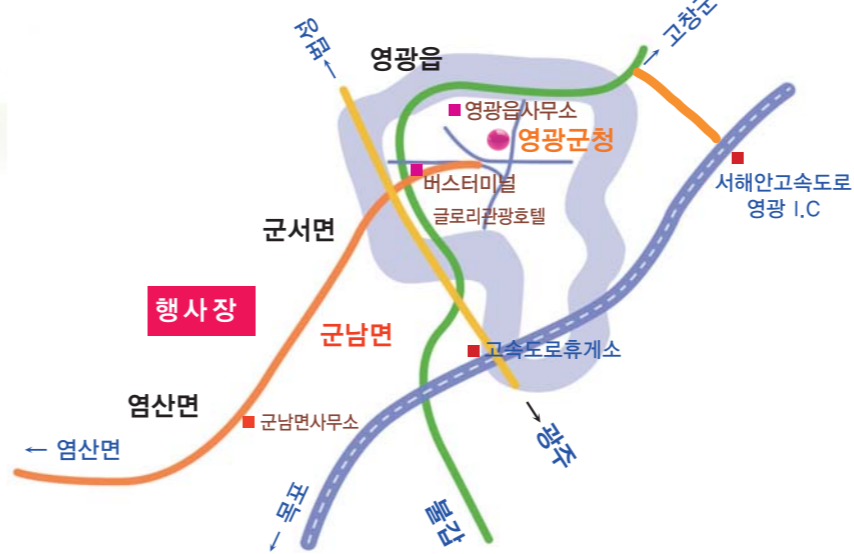 ← 법성
영광읍
→ 고창군
영광읍사무소
영광군청
버스터미널
글로리관광호텔
서해안고속도로
영광 I.C
군서면
행사장
군남면
고속도로휴게소
염산면
군남면사무소
← 염산면
→ 광주
← 목포
불갑